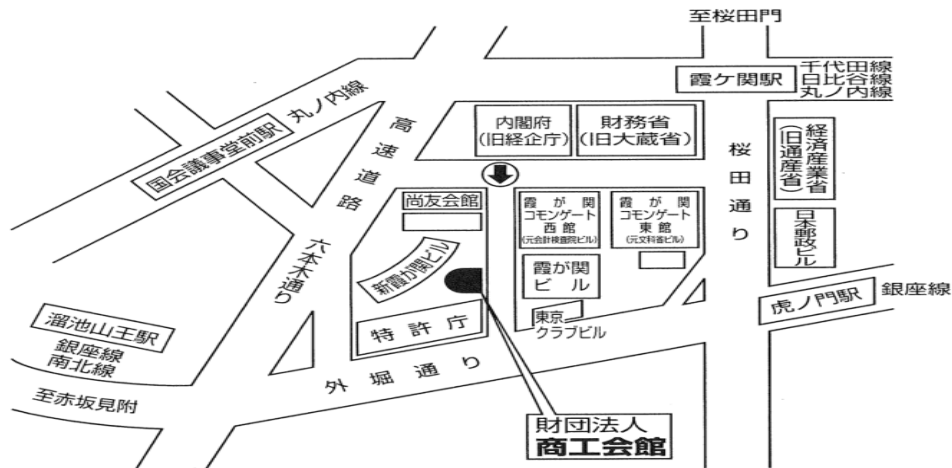 至桜田門
霞ケ関駅
千代田線
日比谷線
丸ノ内線
丸ノ内線
国会議事堂前駅
高速道路
内閣府
(旧経企庁)
財務省
(旧大蔵省)
桜田通り
経済産業省
(旧通産省)
尚友会館
霞が関
コモンゲート
西館
(元会計検査院ビル)
霞が関
コモンゲート
東館
(元文科省ビル)
日本郵政ビル
六本木通り
新霞が関ビル
霞が関
ビル
虎ノ門駅
銀座線
溜池山王駅
銀座線
南北線
特許庁
東京
クラブビル
外堀通り
至赤坂見附
財団法人
商工会館